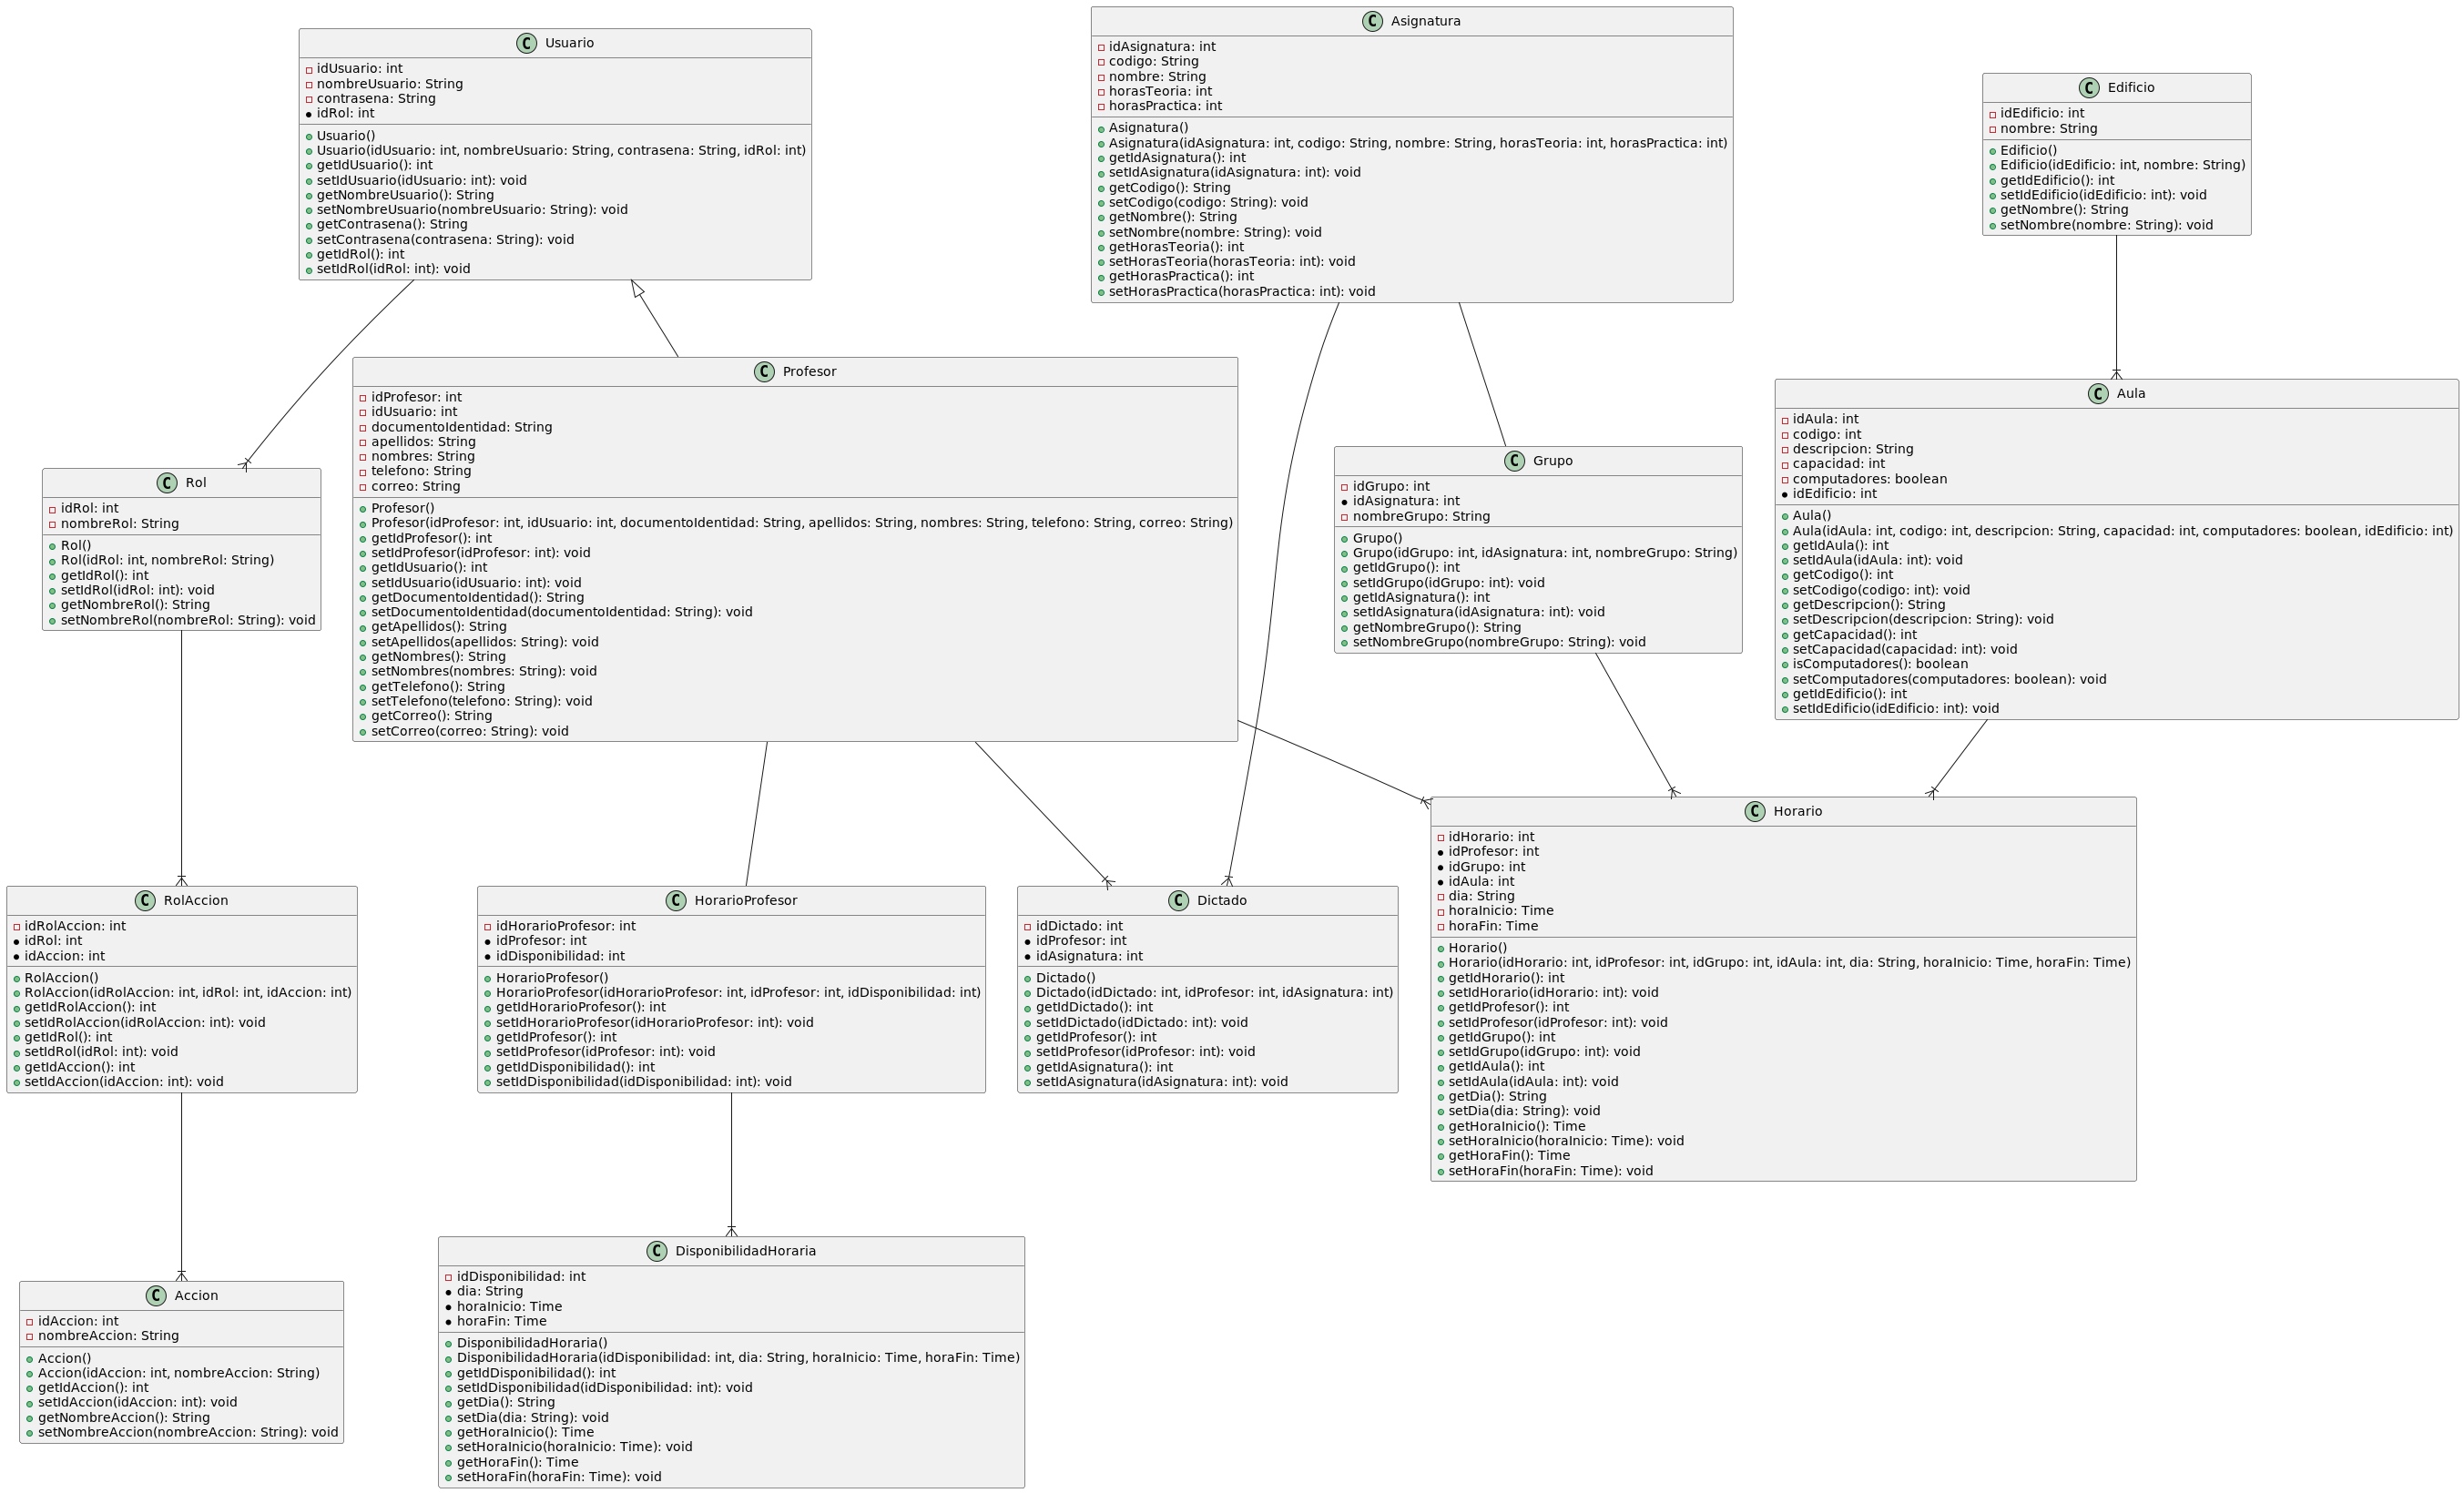 Usuario
idUsuario: int
nombreUsuario: String
contrasena: String
idRol: int
Usuario()
Usuario(idUsuario: int, nombreUsuario: String, contrasena: String, idRol: int)
getIdUsuario(): int
setIdUsuario(idUsuario: int): void
getNombreUsuario(): String
setNombreUsuario(nombreUsuario: String): void
getContrasena(): String
setContrasena(contrasena: String): void
getIdRol(): int
setIdRol(idRol: int): void
Asignatura
idAsignatura: int
codigo: String
nombre: String
horasTeoria: int
horasPractica: int
Asignatura()
Asignatura(idAsignatura: int, codigo: String, nombre: String, horasTeoria: int, horasPractica: int)
getIdAsignatura(): int
setIdAsignatura(idAsignatura: int): void
getCodigo(): String
setCodigo(codigo: String): void
getNombre(): String
setNombre(nombre: String): void
getHorasTeoria(): int
setHorasTeoria(horasTeoria: int): void
getHorasPractica(): int
setHorasPractica(horasPractica: int): void
Edificio
idEdificio: int
nombre: String
Edificio()
Edificio(idEdificio: int, nombre: String)
getIdEdificio(): int
setIdEdificio(idEdificio: int): void
getNombre(): String
setNombre(nombre: String): void
Profesor
idProfesor: int
idUsuario: int
documentoIdentidad: String
apellidos: String
nombres: String
telefono: String
correo: String
Profesor()
Profesor(idProfesor: int, idUsuario: int, documentoIdentidad: String, apellidos: String, nombres: String, telefono: String, correo: String)
getIdProfesor(): int
setIdProfesor(idProfesor: int): void
getIdUsuario(): int
setIdUsuario(idUsuario: int): void
getDocumentoIdentidad(): String
setDocumentoIdentidad(documentoIdentidad: String): void
getApellidos(): String
setApellidos(apellidos: String): void
getNombres(): String
setNombres(nombres: String): void
getTelefono(): String
setTelefono(telefono: String): void
getCorreo(): String
setCorreo(correo: String): void
Aula
idAula: int
codigo: int
descripcion: String
capacidad: int
computadores: boolean
idEdificio: int
Aula()
Aula(idAula: int, codigo: int, descripcion: String, capacidad: int, computadores: boolean, idEdificio: int)
getIdAula(): int
setIdAula(idAula: int): void
getCodigo(): int
setCodigo(codigo: int): void
getDescripcion(): String
setDescripcion(descripcion: String): void
getCapacidad(): int
setCapacidad(capacidad: int): void
isComputadores(): boolean
setComputadores(computadores: boolean): void
getIdEdificio(): int
setIdEdificio(idEdificio: int): void
Rol
idRol: int
nombreRol: String
Rol()
Rol(idRol: int, nombreRol: String)
getIdRol(): int
setIdRol(idRol: int): void
getNombreRol(): String
setNombreRol(nombreRol: String): void
Grupo
idGrupo: int
idAsignatura: int
nombreGrupo: String
Grupo()
Grupo(idGrupo: int, idAsignatura: int, nombreGrupo: String)
getIdGrupo(): int
setIdGrupo(idGrupo: int): void
getIdAsignatura(): int
setIdAsignatura(idAsignatura: int): void
getNombreGrupo(): String
setNombreGrupo(nombreGrupo: String): void
RolAccion
idRolAccion: int
idRol: int
idAccion: int
RolAccion()
RolAccion(idRolAccion: int, idRol: int, idAccion: int)
getIdRolAccion(): int
setIdRolAccion(idRolAccion: int): void
getIdRol(): int
setIdRol(idRol: int): void
getIdAccion(): int
setIdAccion(idAccion: int): void
HorarioProfesor
idHorarioProfesor: int
idProfesor: int
idDisponibilidad: int
HorarioProfesor()
HorarioProfesor(idHorarioProfesor: int, idProfesor: int, idDisponibilidad: int)
getIdHorarioProfesor(): int
setIdHorarioProfesor(idHorarioProfesor: int): void
getIdProfesor(): int
setIdProfesor(idProfesor: int): void
getIdDisponibilidad(): int
setIdDisponibilidad(idDisponibilidad: int): void
Dictado
idDictado: int
idProfesor: int
idAsignatura: int
Dictado()
Dictado(idDictado: int, idProfesor: int, idAsignatura: int)
getIdDictado(): int
setIdDictado(idDictado: int): void
getIdProfesor(): int
setIdProfesor(idProfesor: int): void
getIdAsignatura(): int
setIdAsignatura(idAsignatura: int): void
Horario
idHorario: int
idProfesor: int
idGrupo: int
idAula: int
dia: String
horaInicio: Time
horaFin: Time
Horario()
Horario(idHorario: int, idProfesor: int, idGrupo: int, idAula: int, dia: String, horaInicio: Time, horaFin: Time)
getIdHorario(): int
setIdHorario(idHorario: int): void
getIdProfesor(): int
setIdProfesor(idProfesor: int): void
getIdGrupo(): int
setIdGrupo(idGrupo: int): void
getIdAula(): int
setIdAula(idAula: int): void
getDia(): String
setDia(dia: String): void
getHoraInicio(): Time
setHoraInicio(horaInicio: Time): void
getHoraFin(): Time
setHoraFin(horaFin: Time): void
Accion
idAccion: int
nombreAccion: String
Accion()
Accion(idAccion: int, nombreAccion: String)
getIdAccion(): int
setIdAccion(idAccion: int): void
getNombreAccion(): String
setNombreAccion(nombreAccion: String): void
DisponibilidadHoraria
idDisponibilidad: int
dia: String
horaInicio: Time
horaFin: Time
DisponibilidadHoraria()
DisponibilidadHoraria(idDisponibilidad: int, dia: String, horaInicio: Time, horaFin: Time)
getIdDisponibilidad(): int
setIdDisponibilidad(idDisponibilidad: int): void
getDia(): String
setDia(dia: String): void
getHoraInicio(): Time
setHoraInicio(horaInicio: Time): void
getHoraFin(): Time
setHoraFin(horaFin: Time): void